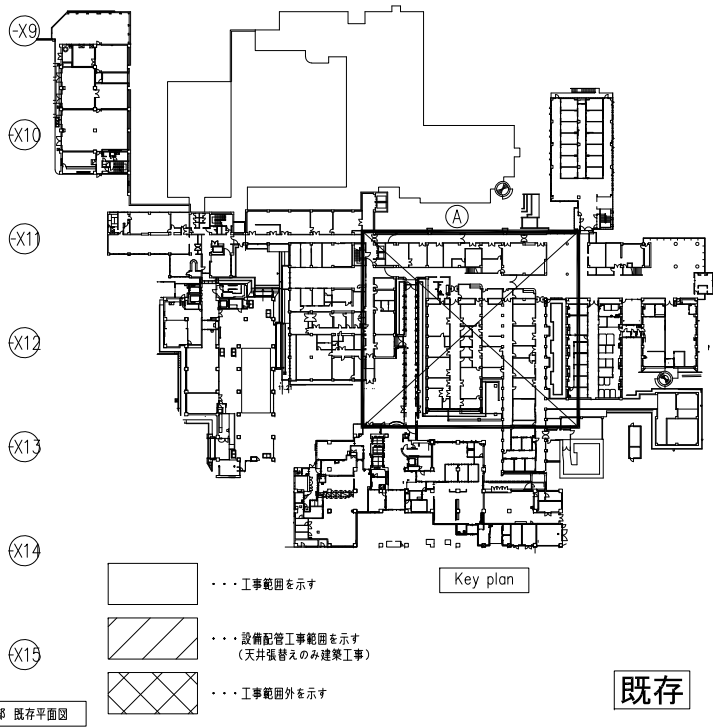 -X9
-X10
A
-X11
-X12
-X13
-X14
Key plan
・・・工事範囲を示す
・・・設備配管工事範囲を示す
(天井張替えのみ建築工事)
-X15
・・・工事範囲外を示す
既存
既存平面図